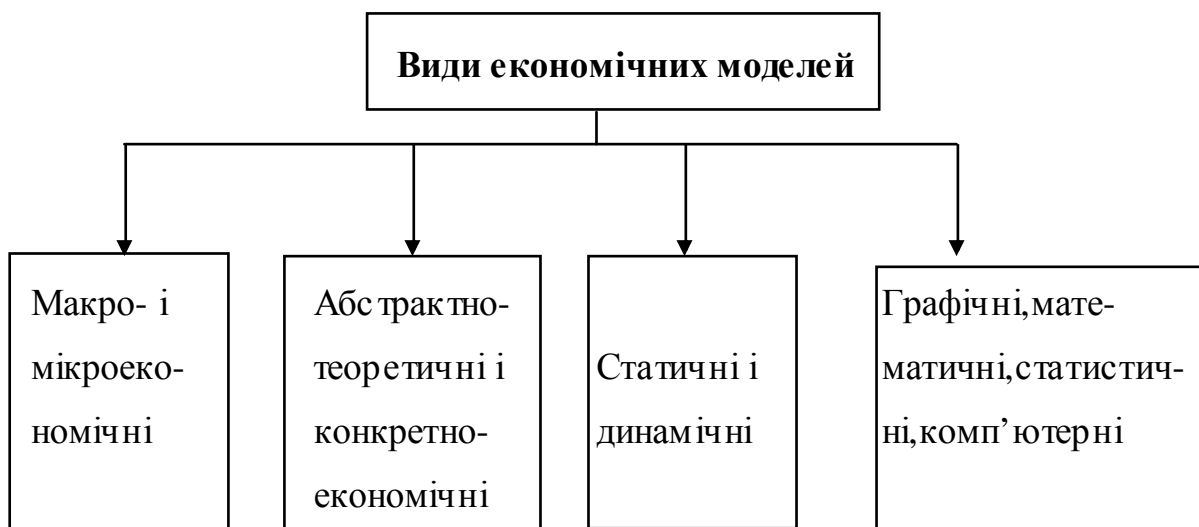 Види економічних моделей
Макро- і
мікроеко-
номічні
Абстрактно-
теоретичні і
конкретно-
економічні
Статичні і
динамічні
Графічні,мате-
матичні,статистич-
ні,комп’ютерні